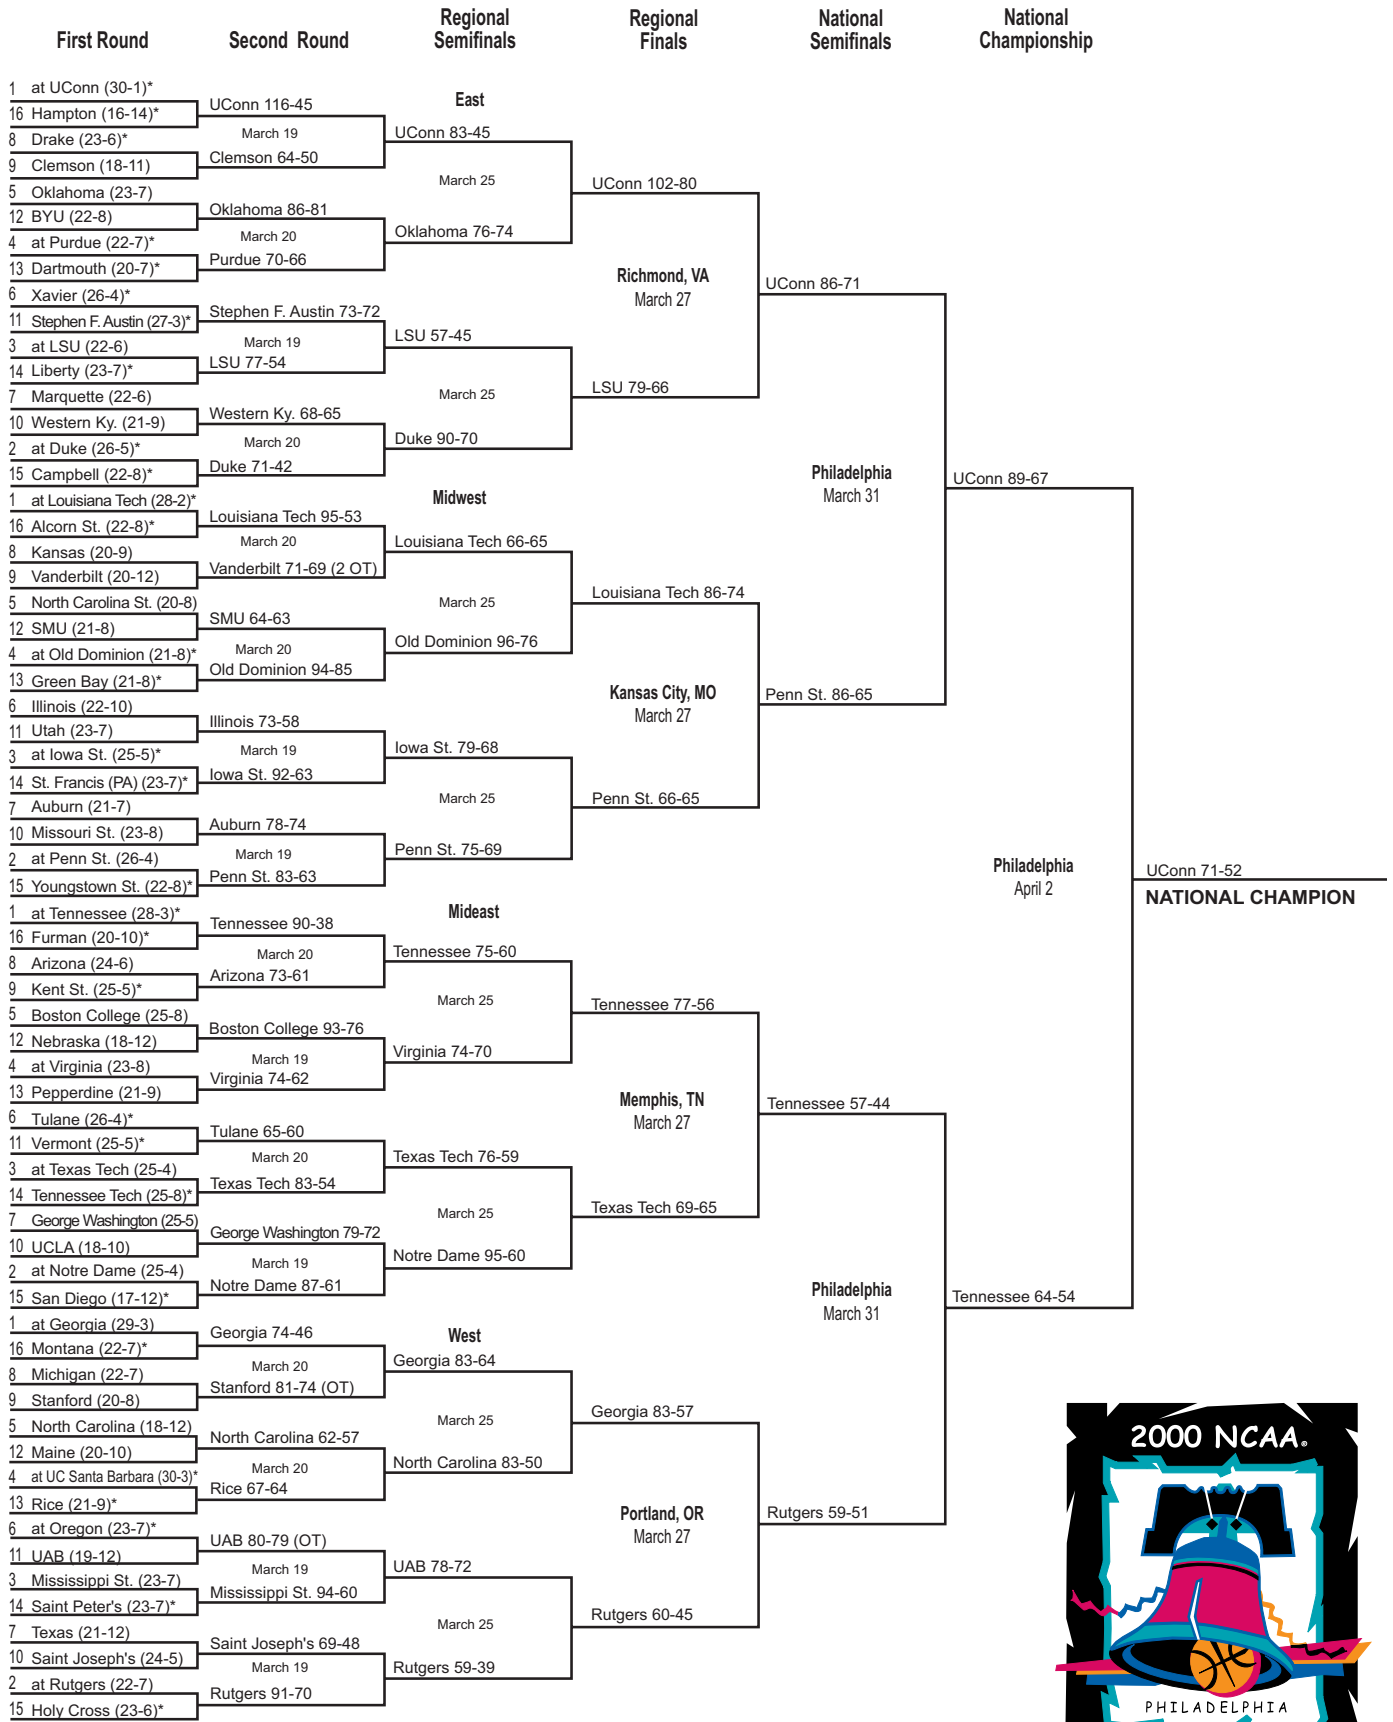 First Round
Second Round
Regional
Semifinals
Regional
Finals
National
Semifinals
National
Championship
1 at UConn (30-1)*
16 Hampton (16-14)*
8 Drake (23-6)*
9 Clemson (18-11)
5 Oklahoma (23-7)
12 BYU (22-8)
4 at Purdue (22-7)*
13 Dartmouth (20-7)*
6 Xavier (26-4)*
11 Stephen F. Austin (27-3)*
3 at LSU (22-6)
14 Liberty (23-7)*
7 Marquette (22-6)
10 Western Ky. (21-9)
2 at Duke (26-5)*
15 Campbell (22-8)*
1 at Louisiana Tech (28-2)*
16 Alcorn St. (22-8)*
8 Kansas (20-9)
9 Vanderbilt (20-12)
5 North Carolina St. (20-8)
12 SMU (21-8)
4 at Old Dominion (21-8)*
13 Green Bay (21-8)*
6 Illinois (22-10)
11 Utah (23-7)
3 at Iowa St. (25-5)*
14 St. Francis (PA) (23-7)*
7 Auburn (21-7)
10 Missouri St. (23-8)
2 at Penn St. (26-4)
15 Youngstown St. (22-8)*
1 at Tennessee (28-3)*
16 Furman (20-10)*
8 Arizona (24-6)
9 Kent St. (25-5)*
5 Boston College (25-8)
12 Nebraska (18-12)
4 at Virginia (23-8)
13 Pepperdine (21-9)
6 Tulane (26-4)*
11 Vermont (25-5)*
3 at Texas Tech (25-4)
14 Tennessee Tech (25-8)*
7 George Washington (25-5)
10 UCLA (18-10)
2 at Notre Dame (25-4)
15 San Diego (17-12)*
1 at Georgia (29-3)
16 Montana (22-7)*
8 Michigan (22-7)
9 Stanford (20-8)
5 North Carolina (18-12)
12 Maine (20-10)
4 at UC Santa Barbara (30-3)*
13 Rice (21-9)*
6 at Oregon (23-7)*
11 UAB (19-12)
3 Mississippi St. (23-7)
14 Saint Peter's (23-7)*
7 Texas (21-12)
10 Saint Joseph's (24-5)
2 at Rutgers (22-7)
15 Holy Cross (23-6)*
UConn 116-45
March 19
Clemson 64-50
Oklahoma 86-81
March 20
Purdue 70-66
Stephen F. Austin 73-72
March 19
LSU 77-54
Western Ky. 68-65
March 20
Duke 71-42
Louisiana Tech 95-53
March 20
Vanderbilt 71-69 (2 OT)
SMU 64-63
March 20
Old Dominion 94-85
Illinois 73-58
March 19
Iowa St. 92-63
Auburn 78-74
March 19
Penn St. 83-63
Tennessee 90-38
March 20
Arizona 73-61
Boston College 93-76
March 19
Virginia 74-62
Tulane 65-60
March 20
Texas Tech 83-54
George Washington 79-72
March 19
Notre Dame 87-61
Georgia 74-46
March 20
Stanford 81-74 (OT)
North Carolina 62-57
March 20
Rice 67-64
UAB 80-79 (OT)
March 19
Mississippi St. 94-60
Saint Joseph's 69-48
March 19
Rutgers 91-70
East
UConn 83-45
March 25
Oklahoma 76-74
LSU 57-45
March 25
Duke 90-70
Midwest
Louisiana Tech 66-65
March 25
Old Dominion 96-76
Iowa St. 79-68
March 25
Penn St. 75-69
Mideast
Tennessee 75-60
March 25
Virginia 74-70
Texas Tech 76-59
March 25
Notre Dame 95-60
West
Georgia 83-64
March 25
North Carolina 83-50
UAB 78-72
March 25
Rutgers 59-39
UConn 102-80
Richmond, VA
March 27
LSU 79-66
Louisiana Tech 86-74
Kansas City, MO
March 27
Penn St. 66-65
Tennessee 77-56
Memphis, TN
March 27
Texas Tech 69-65
Georgia 83-57
Portland, OR
March 27
Rutgers 60-45
UConn 86-71
Philadelphia
March 31
Penn St. 86-65
Tennessee 57-44
Philadelphia
March 31
Rutgers 59-51
UConn 89-67
Philadelphia
April 2
Tennessee 64-54
UConn 71-52
NATIONAL CHAMPION
2000 NCAA®
PHILADELPHIA